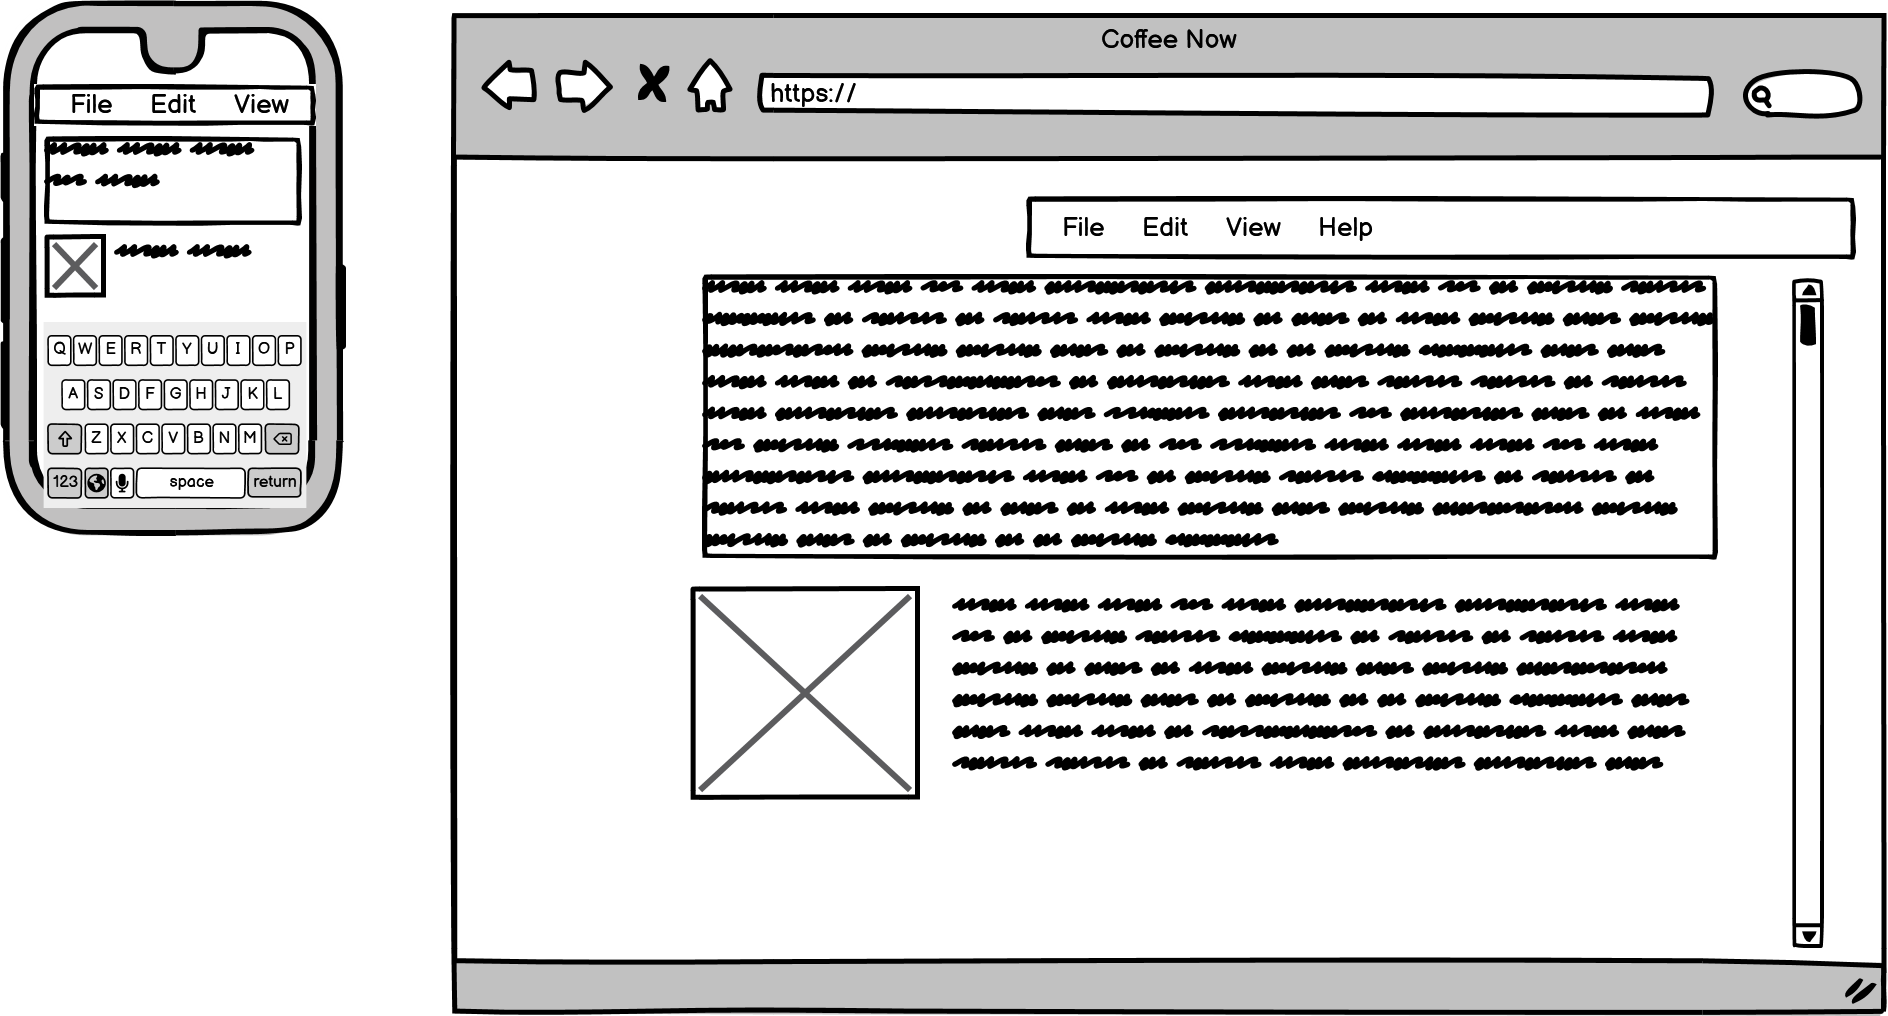 File Edit View
Q W E R T Y U I O P
A S D F G H J K L
Z X C V B N M
123 space return
Coffee Now
https://
File Edit View Help